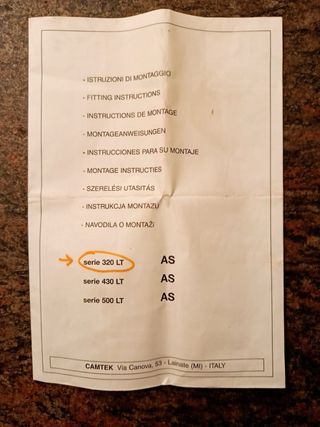 - ISTRUZIONI DI MONTAGGIO
- FITTING INSTRUCTIONS
- INSTRUCTIONS DE MONTAGE
- MONTAGEANWEISUNGEN
- INSTRUCCIONES PARA SU MONTAJE
- MONTAGE INSTRUCTIES
- SZERELÉSI UTASITÁS
- INSTRUKCJA MONTAZU
- NAVODILA O MONTAŽI
serie 320 LT AS
serie 430 LT AS
serie 500 LT AS
CAMTEK Via Canova, 53 - Lainate (MI) - ITALY